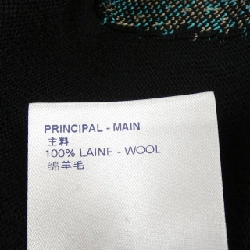 PRINCIPAL - MAIN
主料
100% LAINE - WOOL
绵羊毛